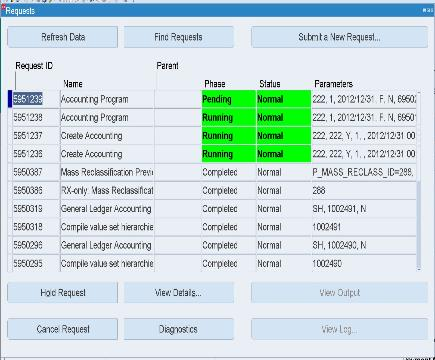 Requests
Refresh Data Find Requests Submit a New Request...
Request ID Parent
Name Phase Status Parameters
5951239 Accounting Program Pending Normal 222, 1, 2012/12/31, F, N, 69502
5951238 Accounting Program Running Normal 222, 1, 2012/12/31, F, N, 69501
5951237 Create Accounting Running Normal 222, 222, Y, 1, , 2012/12/31 00
5951236 Create Accounting Running Normal 222, 222, Y, 1, , 2012/12/31 00
5950387 Mass Reclassification Previ Completed Normal P_MASS_RECLASS_ID=288,
5950386 RX-only: Mass Reclassificat Completed Normal 288
5950319 General Ledger Accounting Completed Normal SH, 1002491, N
5950318 Compile value set hierarchie Completed Normal 1002491
5950296 General Ledger Accounting Completed Normal SH, 1002490, N
5950295 Compile value set hierarchie Completed Normal 1002490
Hold Request View Details... View Output
Cancel Request Diagnostics View Log...